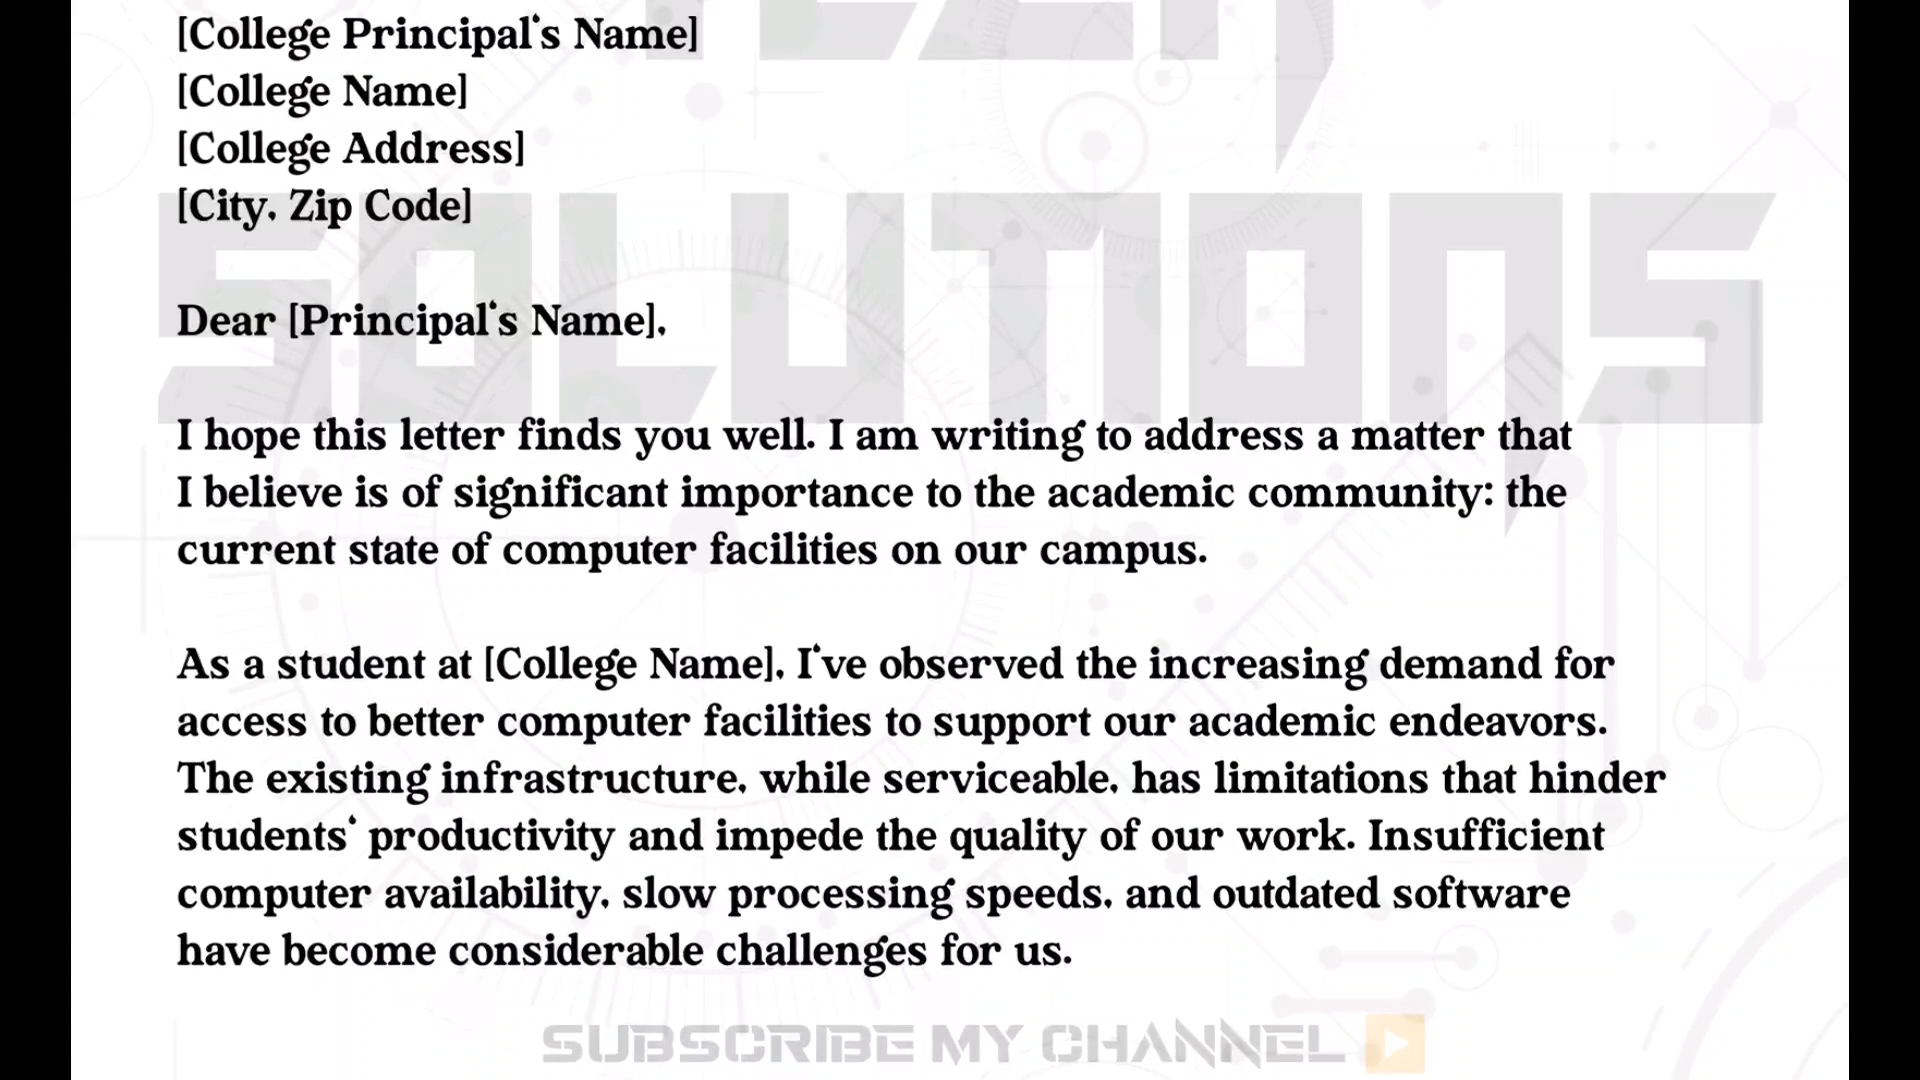 [College Principal's Name]
[College Name]
[College Address]
[City, Zip Code]
SOLUTIONS
Dear [Principal's Name],
I hope this letter finds you well. I am writing to address a matter that
I believe is of significant importance to the academic community: the
current state of computer facilities on our campus.
As a student at [College Name], I've observed the increasing demand for
access to better computer facilities to support our academic endeavors.
The existing infrastructure, while serviceable, has limitations that hinder
students' productivity and impede the quality of our work. Insufficient
computer availability, slow processing speeds, and outdated software
have become considerable challenges for us.
SUBSCRIBE MY CHANNEL